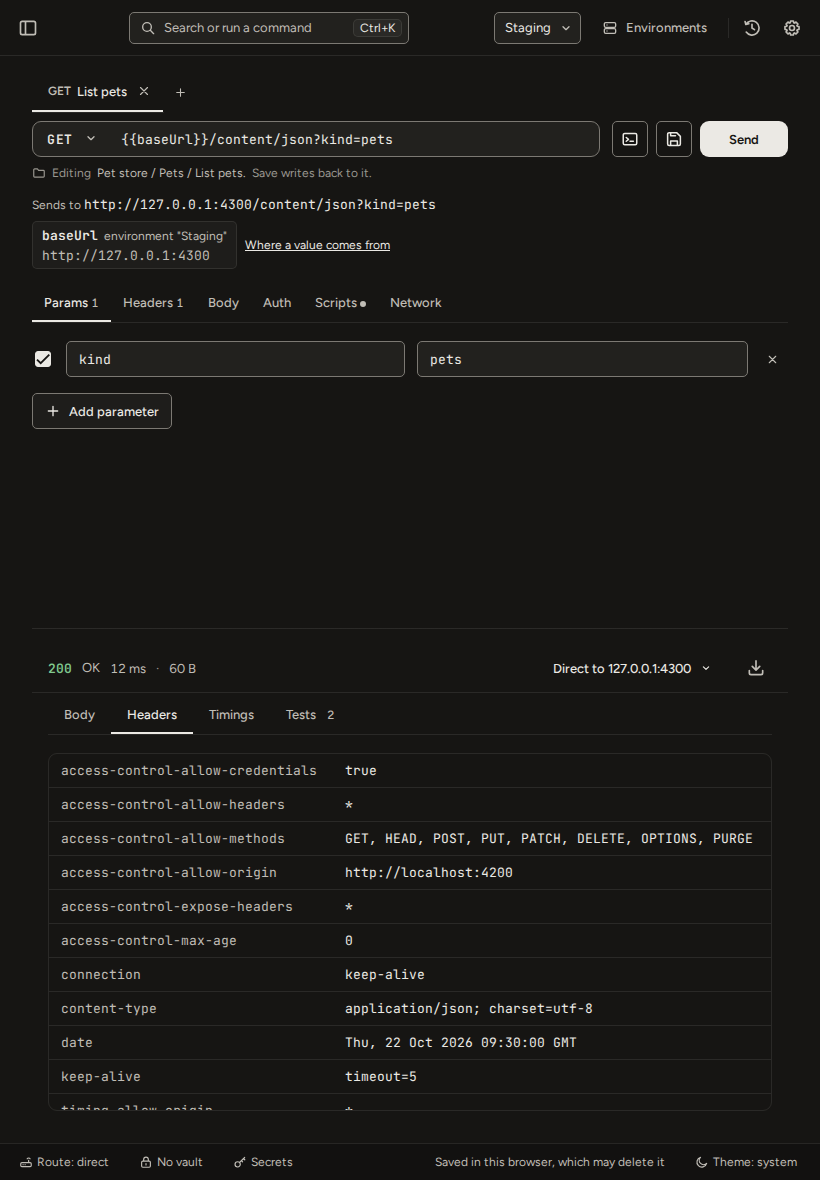 Search or run a command Ctrl+K Staging Environments
GET List pets
GET {{baseUrl}}/content/json?kind=pets Send
Editing Pet store / Pets / List pets. Save writes back to it.
Sends to http://127.0.0.1:4300/content/json?kind=pets
baseUrl environment "Staging"
http://127.0.0.1:4300
Where a value comes from
Params 1 Headers 1 Body Auth Scripts Network
kind pets
Add parameter
200 OK 12 ms · 60 B Direct to 127.0.0.1:4300
Body Headers Timings Tests 2
access-control-allow-credentials true
access-control-allow-headers *
access-control-allow-methods GET, HEAD, POST, PUT, PATCH, DELETE, OPTIONS, PURGE
access-control-allow-origin http://localhost:4200
access-control-expose-headers *
access-control-max-age 0
connection keep-alive
content-type application/json; charset=utf-8
date Thu, 22 Oct 2026 09:30:00 GMT
keep-alive timeout=5
timing-allow-origin *
Route: direct No vault Secrets Saved in this browser, which may delete it Theme: system